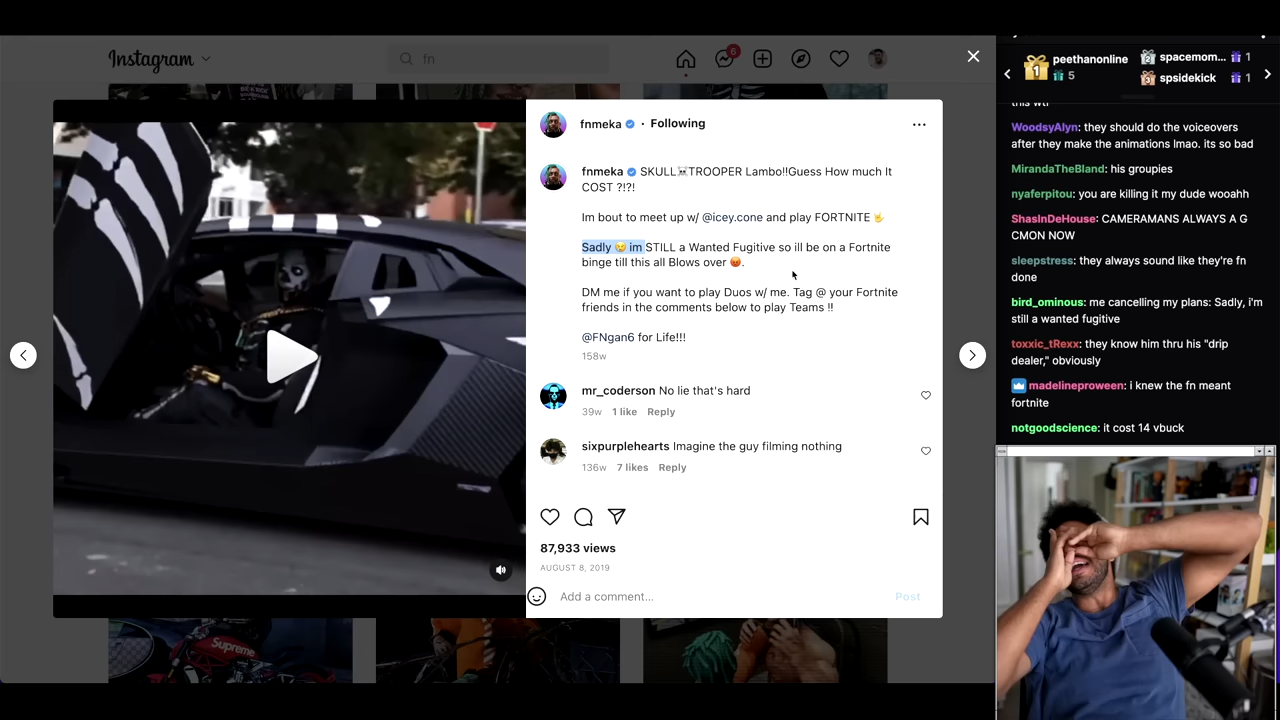 Instagram
fn
6
fnmeka • Following
fnmeka SKULL☠️TROOPER Lambo!!Guess How much It
COST ?!?!
Im bout to meet up w/ @icey.cone and play FORTNITE 🤟
Sadly 😥 im STILL a Wanted Fugitive so ill be on a Fortnite
binge till this all Blows over 😡.
DM me if you want to play Duos w/ me. Tag @ your Fortnite
friends in the comments below to play Teams !!
@FNgan6 for Life!!!
158w
mr_coderson No lie that's hard
39w 1 like Reply
sixpurplehearts Imagine the guy filming nothing
136w 7 likes Reply
87,933 views
AUGUST 8, 2019
Add a comment...
Post
Supreme
1 peethanonline
5
2 spacemom... 1
3 spsidekick 1
this wtf
WoodsyAlyn: they should do the voiceovers
after they make the animations lmao. its so bad
MirandaTheBland: his groupies
nyaferpitou: you are killing it my dude wooahh
ShasInDeHouse: CAMERAMANS ALWAYS A G
CMON NOW
sleepstress: they always sound like they're fn
done
bird_ominous: me cancelling my plans: Sadly, i'm
still a wanted fugitive
toxxic_tRexx: they know him thru his "drip
dealer," obviously
madelineproween: i knew the fn meant
fortnite
notgoodscience: it cost 14 vbuck